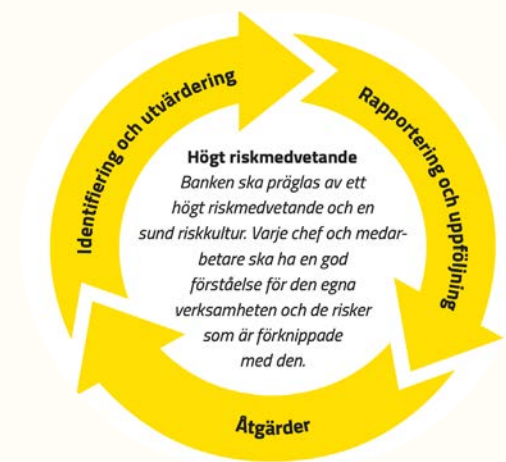 Identifiering och utvärdering
Rapportering och uppföljning
Högt riskmedvetande
Banken ska präglas av ett
högt riskmedvetande och en
sund riskkultur. Varje chef och medar-
betare ska ha en god
förståelse för den egna
verksamheten och de risker
som är förknippade
med den.
Åtgärder